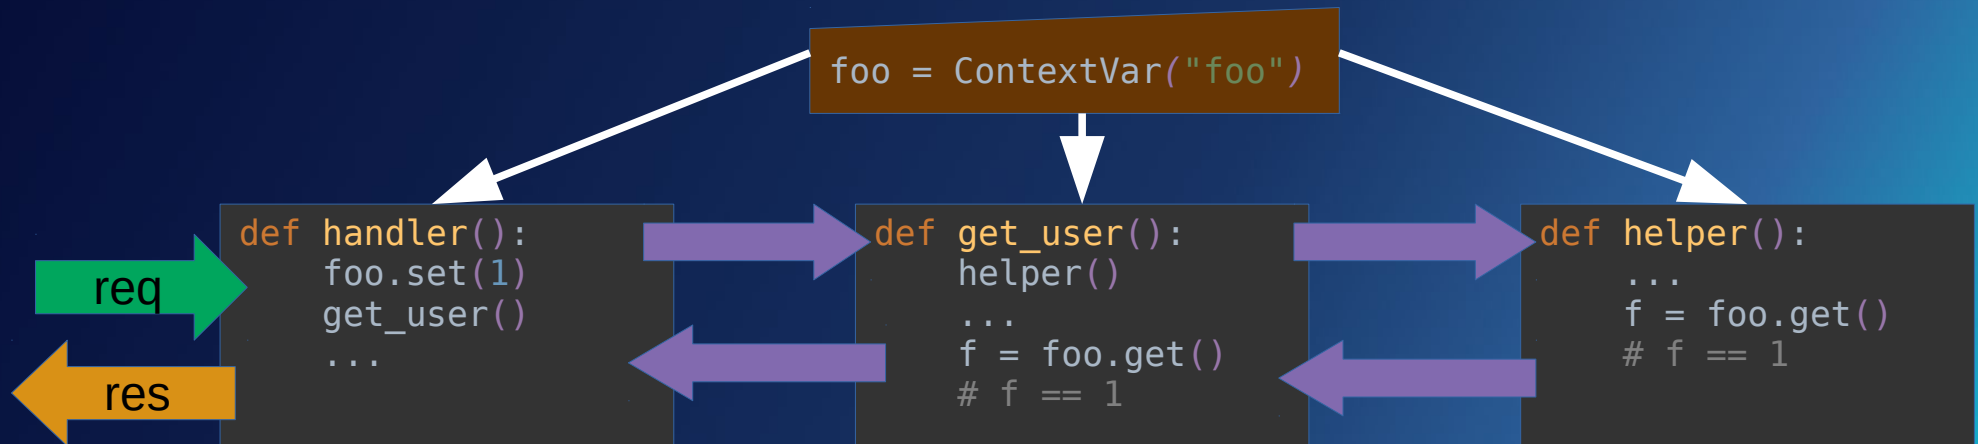 foo = ContextVar("foo")
req
res
def handler():
    foo.set(1)
    get_user()
    ...
def get_user():
    helper()
    ...
    f = foo.get()
    # f == 1
def helper():
    ...
    f = foo.get()
    # f == 1